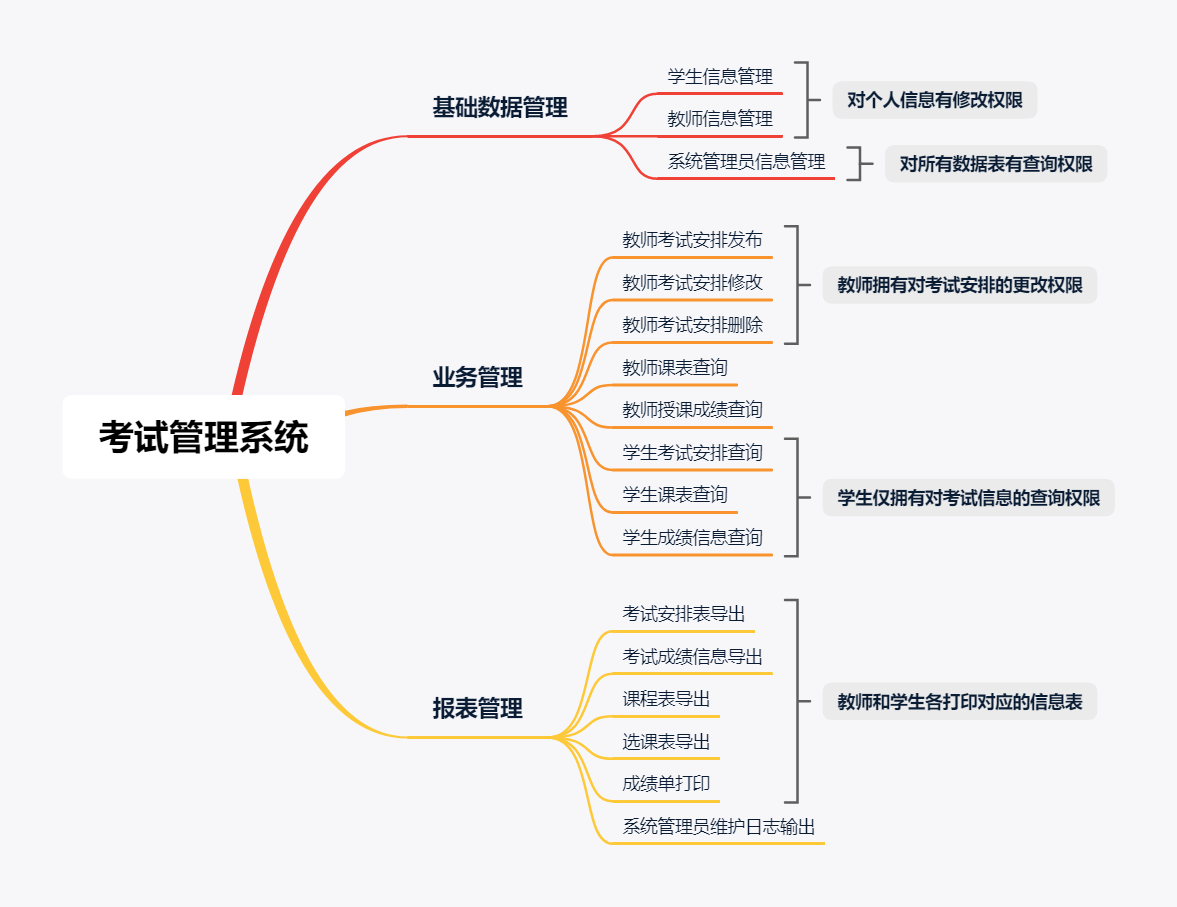 考试管理系统
基础数据管理
学生信息管理
教师信息管理
对个人信息有修改权限
系统管理员信息管理
对所有数据表有查询权限
业务管理
教师考试安排发布
教师考试安排修改
教师考试安排删除
教师拥有对考试安排的更改权限
教师课表查询
教师授课成绩查询
学生考试安排查询
学生课表查询
学生成绩信息查询
学生仅拥有对考试信息的查询权限
报表管理
考试安排表导出
考试成绩信息导出
课程表导出
选课表导出
成绩单打印
教师和学生各打印对应的信息表
系统管理员维护日志输出